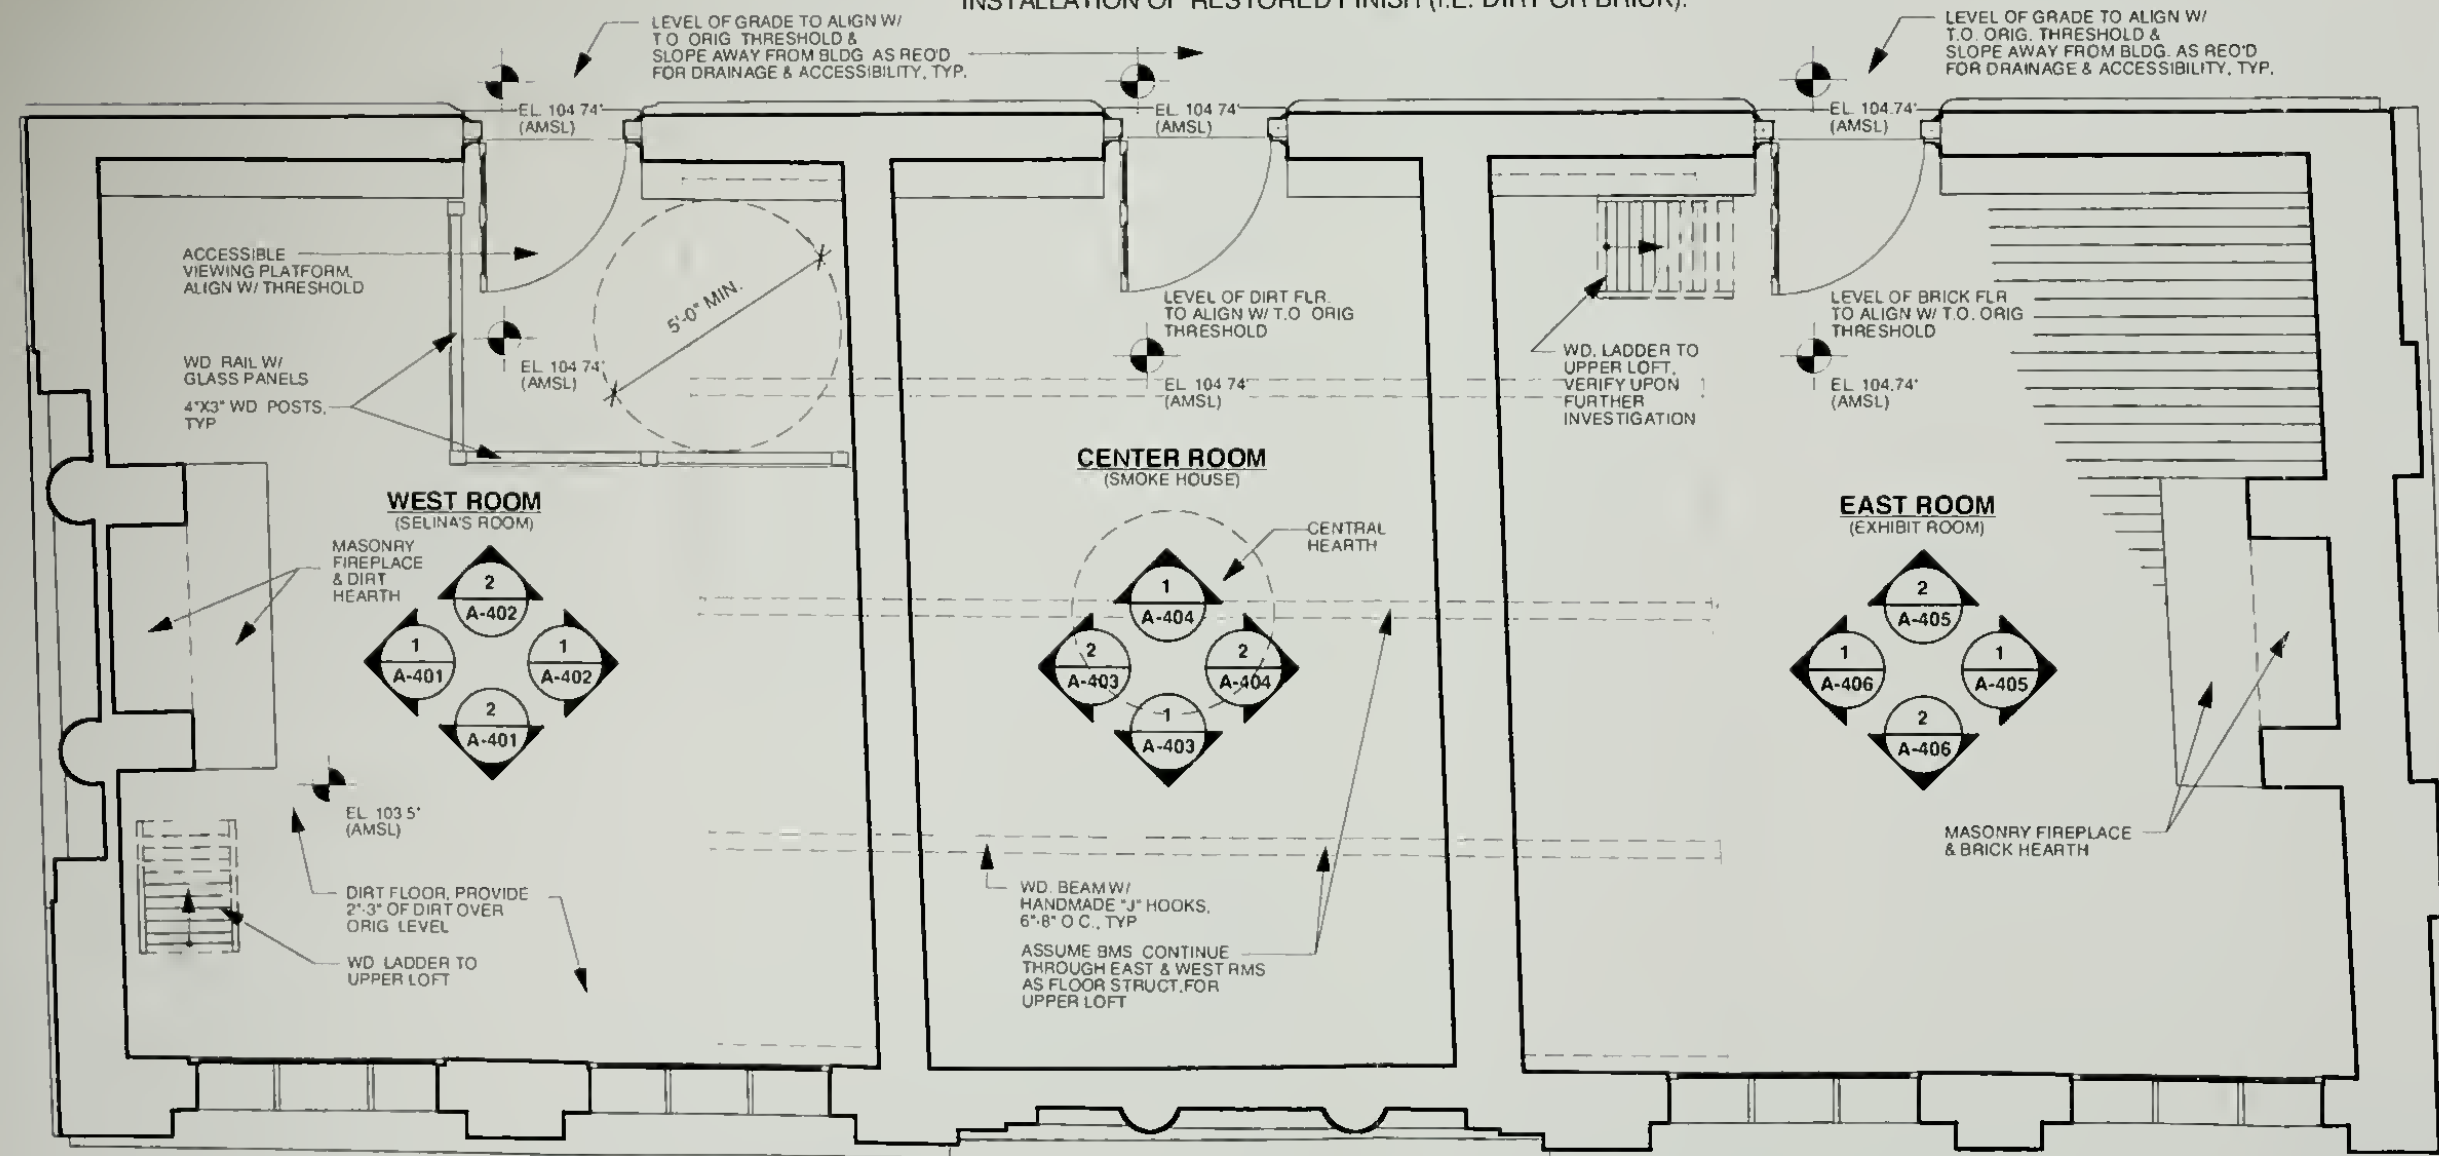 INSTALLATION OF RESTORED FINISH (I.E. DIRT OR BRICK).
LEVEL OF GRADE TO ALIGN W/
T O ORIG THRESHOLD &
SLOPE AWAY FROM BLDG AS REQ'D
FOR DRAINAGE & ACCESSIBILITY, TYP.
LEVEL OF GRADE TO ALIGN W/
T.O. ORIG. THRESHOLD &
SLOPE AWAY FROM BLDG. AS REQ'D
FOR DRAINAGE & ACCESSIBILITY, TYP.
EL. 104 74'
(AMSL)
EL 104 74'
(AMSL)
EL. 104.74'
(AMSL)
ACCESSIBLE
VIEWING PLATFORM,
ALIGN W/ THRESHOLD
5'-0" MIN.
WD RAIL W/
GLASS PANELS
4"X3" WD POSTS,
TYP
EL 104 74'
(AMSL)
LEVEL OF DIRT FLR.
TO ALIGN W/ T.O ORIG
THRESHOLD
EL 104 74'
(AMSL)
WD. LADDER TO
UPPER LOFT,
VERIFY UPON
FURTHER
INVESTIGATION
LEVEL OF BRICK FLR
TO ALIGN W/ T.O. ORIG
THRESHOLD
EL 104.74'
(AMSL)
WEST ROOM
(SELINA'S ROOM)
CENTER ROOM
(SMOKE HOUSE)
EAST ROOM
(EXHIBIT ROOM)
MASONRY
FIREPLACE
& DIRT
HEARTH
CENTRAL
HEARTH
2
A-402
1
A-401
1
A-402
2
A-401
1
A-404
2
A-403
2
A-404
1
A-403
2
A-405
1
A-406
1
A-405
2
A-406
EL 103 5'
(AMSL)
DIRT FLOOR, PROVIDE
2"-3" OF DIRT OVER
ORIG LEVEL
WD LADDER TO
UPPER LOFT
WD. BEAM W/
HANDMADE "J" HOOKS,
6"-8" O C., TYP
ASSUME BMS CONTINUE
THROUGH EAST & WEST RMS
AS FLOOR STRUCT. FOR
UPPER LOFT
MASONRY FIREPLACE
& BRICK HEARTH